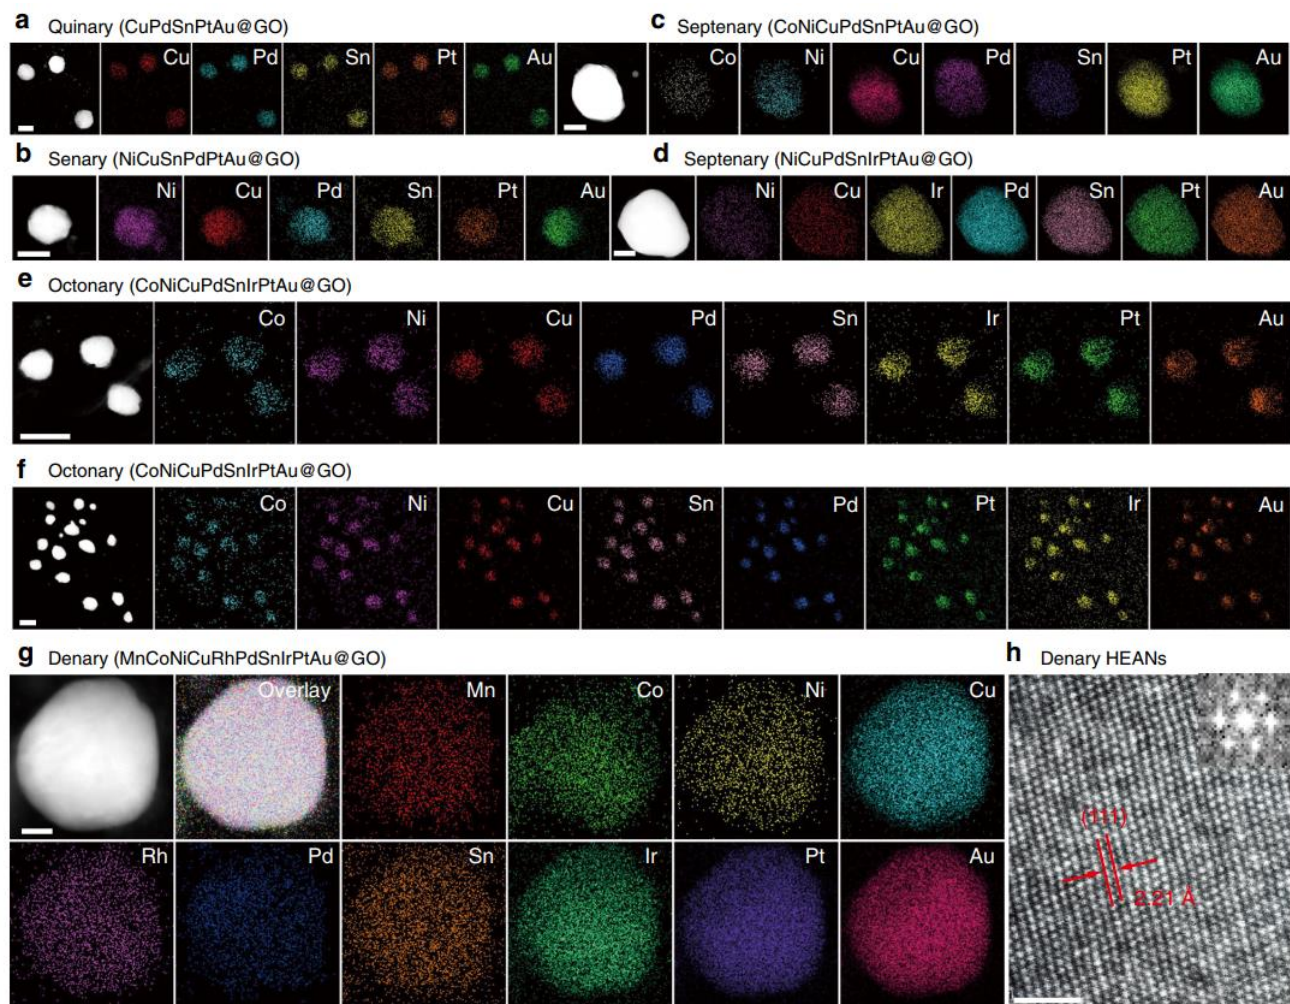 a Quinary (CuPdSnPtAu@GO)
Cu Pd Sn Pt Au
c Septenary (CoNiCuPdSnPtAu@GO)
Co Ni Cu Pd Sn Pt Au
b Senary (NiCuSnPdPtAu@GO)
Ni Cu Pd Sn Pt Au
d Septenary (NiCuPdSnIrPtAu@GO)
Ni Cu Ir Pd Sn Pt Au
e Octonary (CoNiCuPdSnIrPtAu@GO)
Co Ni Cu Pd Sn Ir Pt Au
f Octonary (CoNiCuPdSnIrPtAu@GO)
Co Ni Cu Sn Pd Pt Ir Au
g Denary (MnCoNiCuRhPdSnIrPtAu@GO)
Overlay Mn Co Ni Cu
Rh Pd Sn Ir Pt Au
h Denary HEANs
(111)
2.21 Å